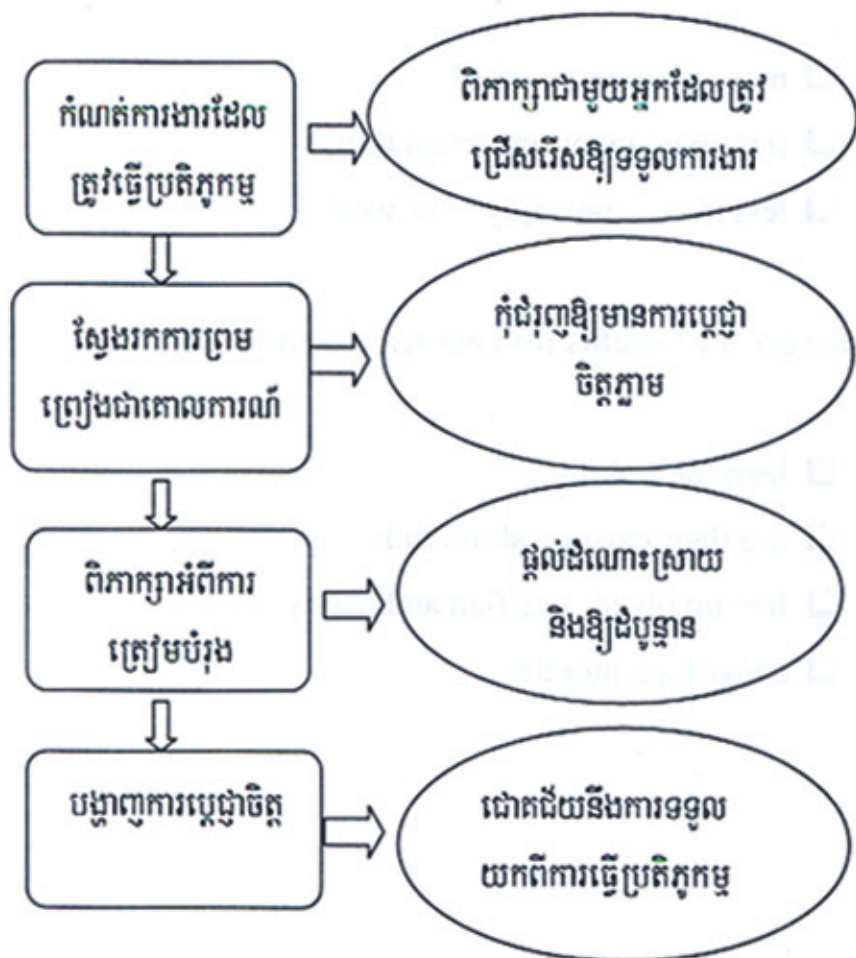 កំណត់ការងារដែល
ត្រូវធ្វើប្រតិភូកម្ម
ពិភាក្សាជាមួយអ្នកដែលត្រូវ
ជ្រើសរើសឱ្យទទួលការងារ
ស្វែងរកការព្រម
ព្រៀងជាគោលការណ៍
កុំជំរុញឱ្យមានការប្តេជ្ញា
ចិត្តភ្លាម
ពិភាក្សាអំពីការ
ត្រៀមបំរុង
ផ្តល់ដំណោះស្រាយ
និងឱ្យដំបូន្មាន
បង្ហាញការប្តេជ្ញាចិត្ត
ជោគជ័យនឹងការទទួល
យកពីការធ្វើប្រតិភូកម្ម